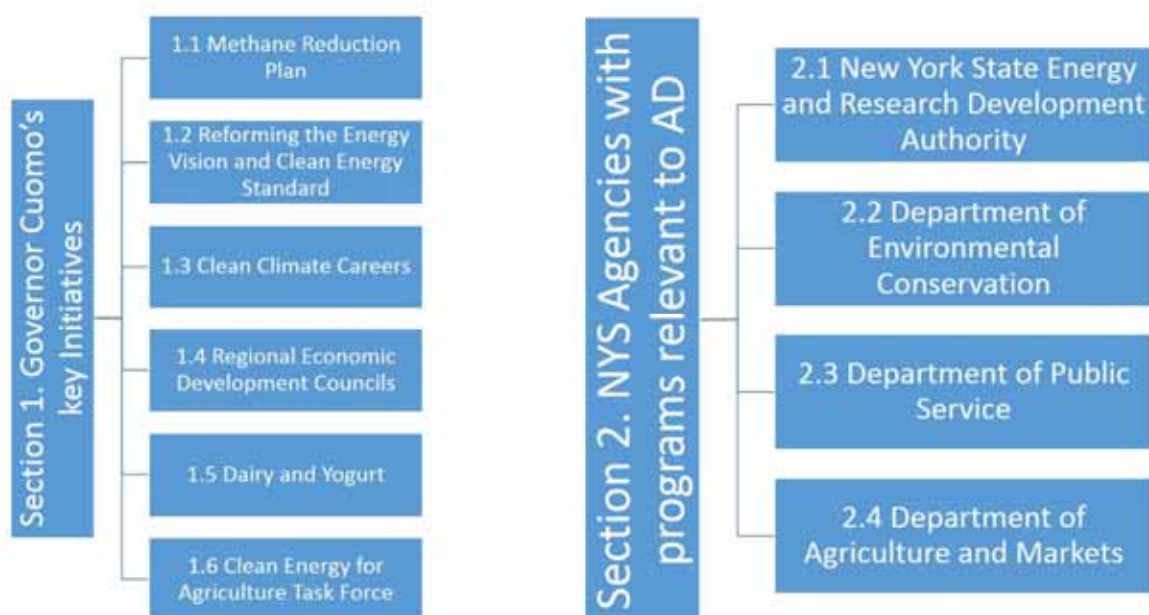 Section 1. Governor Cuomo's
key Initiatives
1.1 Methane Reduction
Plan
1.2 Reforming the Energy
Vision and Clean Energy
Standard
1.3 Clean Climate Careers
1.4 Regional Economic
Development Councils
1.5 Dairy and Yogurt
1.6 Clean Energy for
Agriculture Task Force
Section 2. NYS Agencies with
programs relevant to AD
2.1 New York State Energy
and Research Development
Authority
2.2 Department of
Environmental
Conservation
2.3 Department of Public
Service
2.4 Department of
Agriculture and Markets